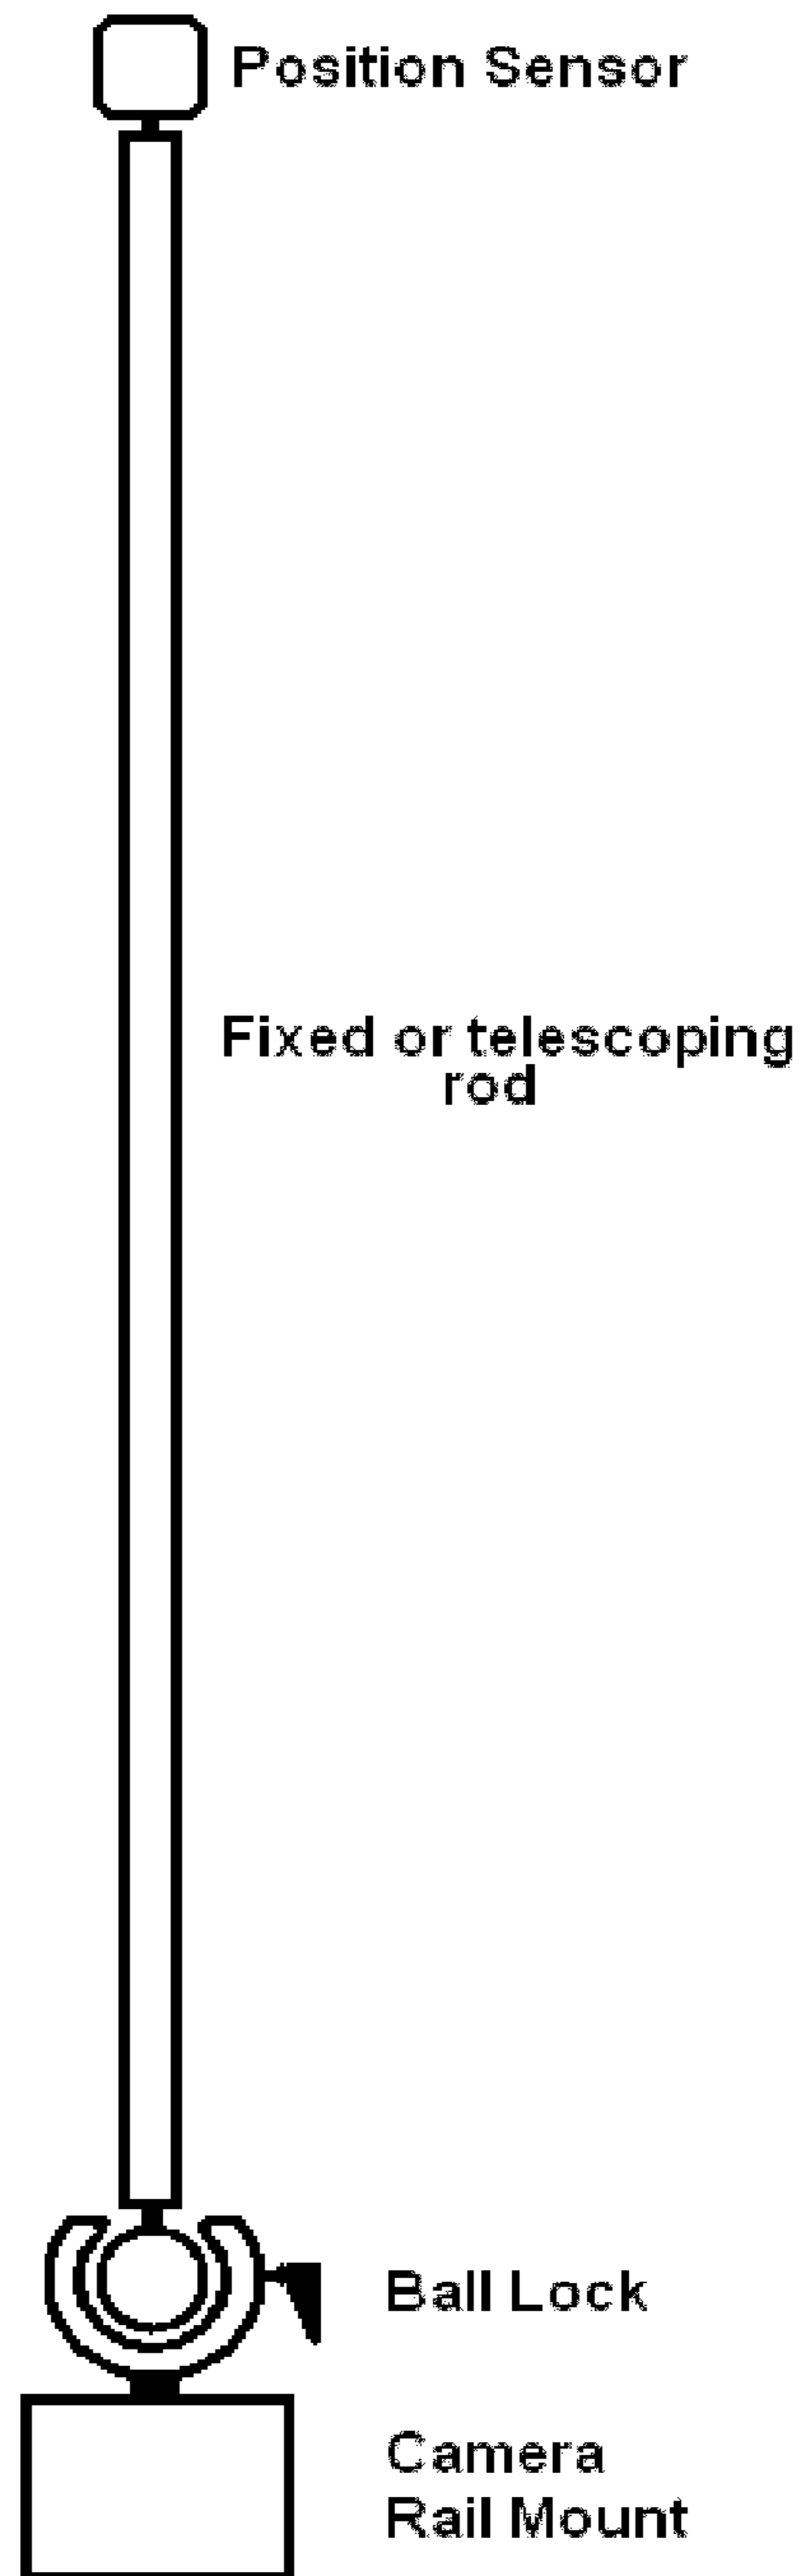 Position Sensor
Fixed or telescoping
rod
Ball Lock
Camera
Rail Mount